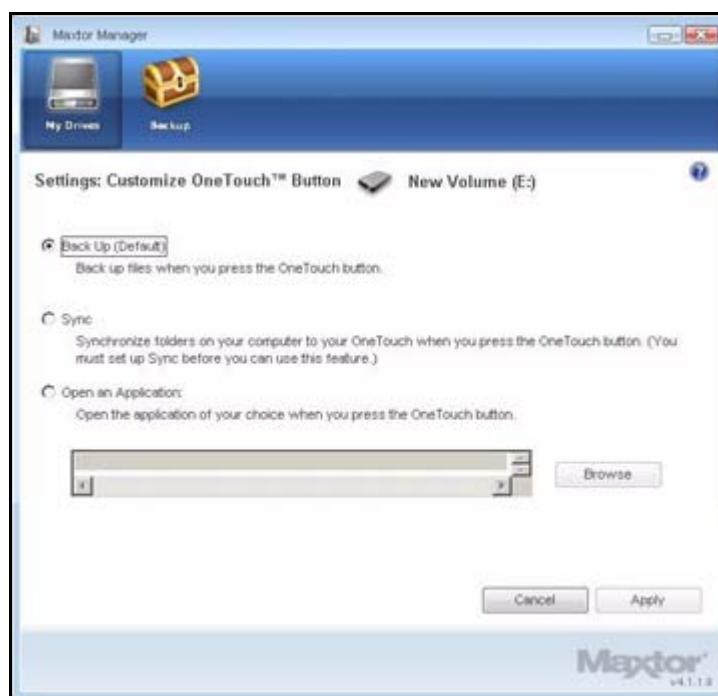 Maxtor Manager
My Drives
Backup
Settings: Customize OneTouch™ Button
New Volume (E:)
Back Up (Default)
Back up files when you press the OneTouch button.
Sync
Synchronize folders on your computer to your OneTouch when you press the OneTouch button. (You
must set up Sync before you can use this feature.)
Open an Application:
Open the application of your choice when you press the OneTouch button.
Browse
Cancel
Apply
Maxtor